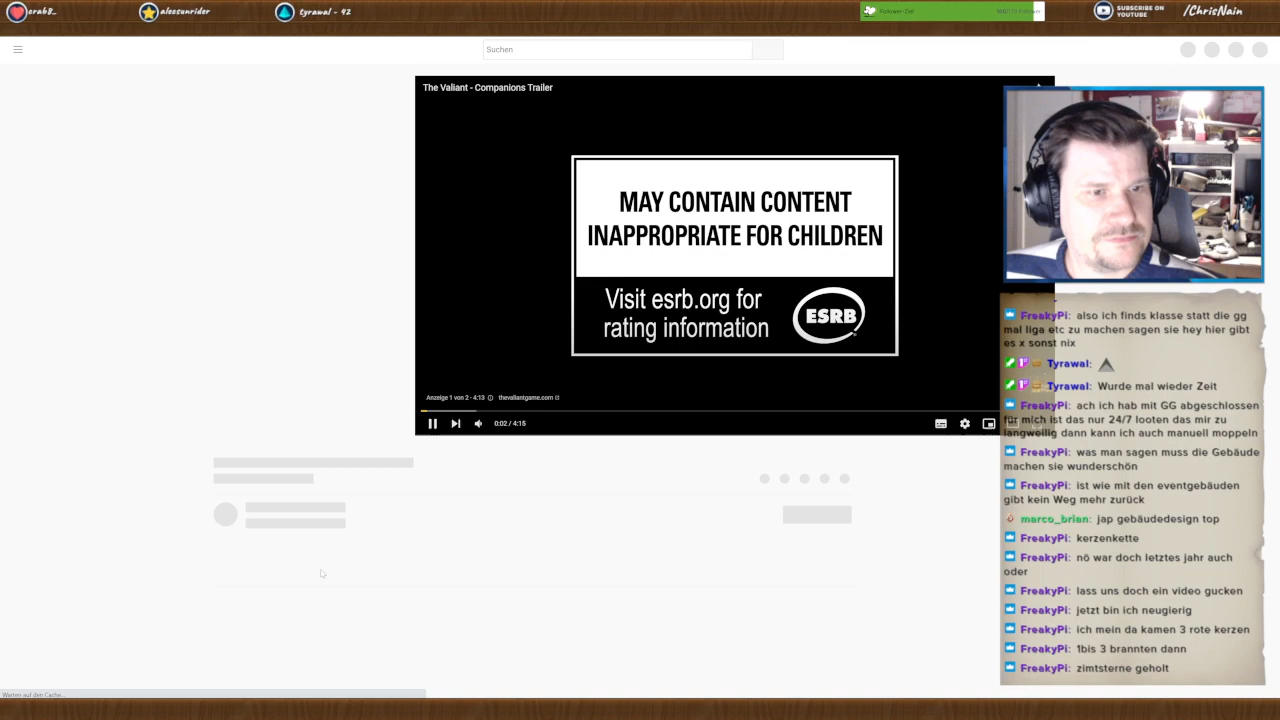 aleesunrider
tyrawal - 42
Follower-Ziel
SUBSCRIBE ON
YOUTUBE
/ChrisNain
Suchen
The Valiant - Companions Trailer
MAY CONTAIN CONTENT
INAPPROPRIATE FOR CHILDREN
Visit esrb.org for
rating information
ESRB
Anzeige 1 von 2 - 4:13
thevaliantgame.com
0:02 / 4:15
FreakyPi: also ich finds klasse statt die gg
mal liga etc zu machen sagen sie hey hier gibt
es x sonst nix
Tyrawal:
Tyrawal: Wurde mal wieder Zeit
FreakyPi: ach ich hab mit GG abgeschlossen
für mich ist das nur 24/7 looten das mir zu
langweilig dann kann ich auch manuell moppeln
FreakyPi: was man sagen muss die Gebäude
machen sie wunderschön
FreakyPi: ist wie mit den eventgebäuden
gibt kein Weg mehr zurück
marco_brian: jap gebäudedesign top
FreakyPi: kerzenkette
FreakyPi: nö war doch letztes jahr auch
oder
FreakyPi: lass uns doch ein video gucken
FreakyPi: jetzt bin ich neugierig
FreakyPi: ich mein da kamen 3 rote kerzen
FreakyPi: 1bis 3 brannten dann
FreakyPi: zimtsterne geholt
Warten auf den Cache...